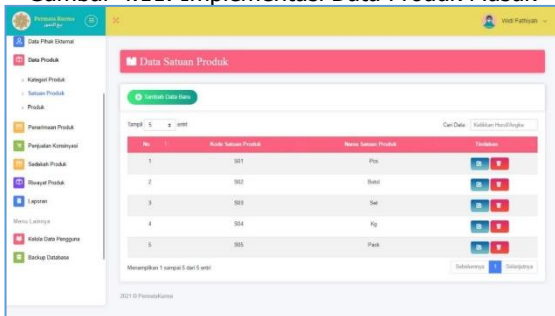 Gambar 4.11. Implementasi Data Produk Masuk
Permata Kurma
Widi Fathiyah
Data Pihak Eksternal
Data Produk
Kategori Produk
Satuan Produk
Produk
Penerimaan Produk
Penjualan Konsinyasi
Sedekah Produk
Riwayat Produk
Laporan
Menu Lainnya
Kelola Data Pengguna
Backup Database
Data Satuan Produk
Tambah Data Baru
Tampil 5 entri
Cari Data : Ketikkan Huruf/Angka
No Kode Satuan Produk Nama Satuan Produk Tindakan
1 S01 Pcs
2 S02 Botol
3 S03 Set
4 S04 Kg
5 S05 Pack
Menampilkan 1 sampai 5 dari 5 entri
Sebelumnya 1 Selanjutnya
2021 © PermataKurma